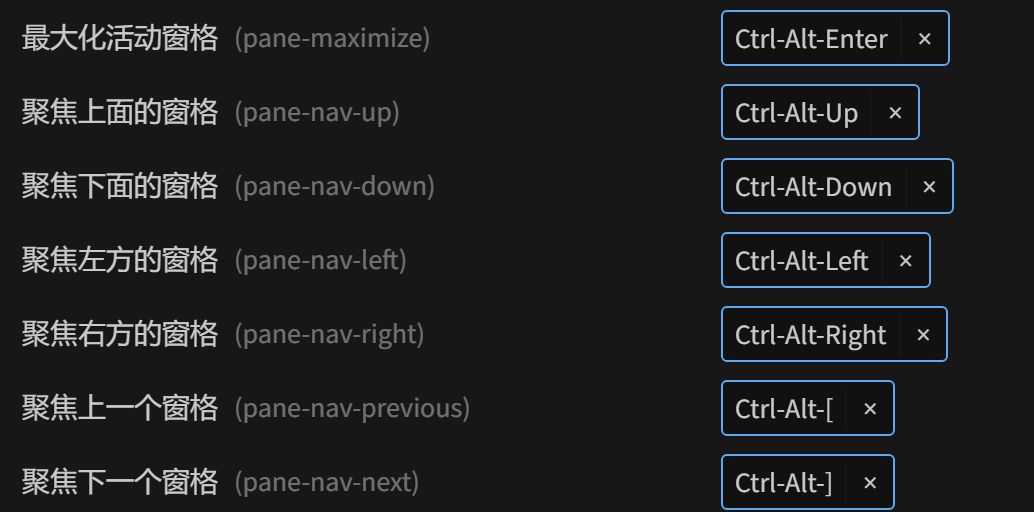 最大化活动窗格 (pane-maximize) Ctrl-Alt-Enter ×
聚焦上面的窗格 (pane-nav-up) Ctrl-Alt-Up ×
聚焦下面的窗格 (pane-nav-down) Ctrl-Alt-Down ×
聚焦左方的窗格 (pane-nav-left) Ctrl-Alt-Left ×
聚焦右方的窗格 (pane-nav-right) Ctrl-Alt-Right ×
聚焦上一个窗格 (pane-nav-previous) Ctrl-Alt-[ ×
聚焦下一个窗格 (pane-nav-next) Ctrl-Alt-] ×